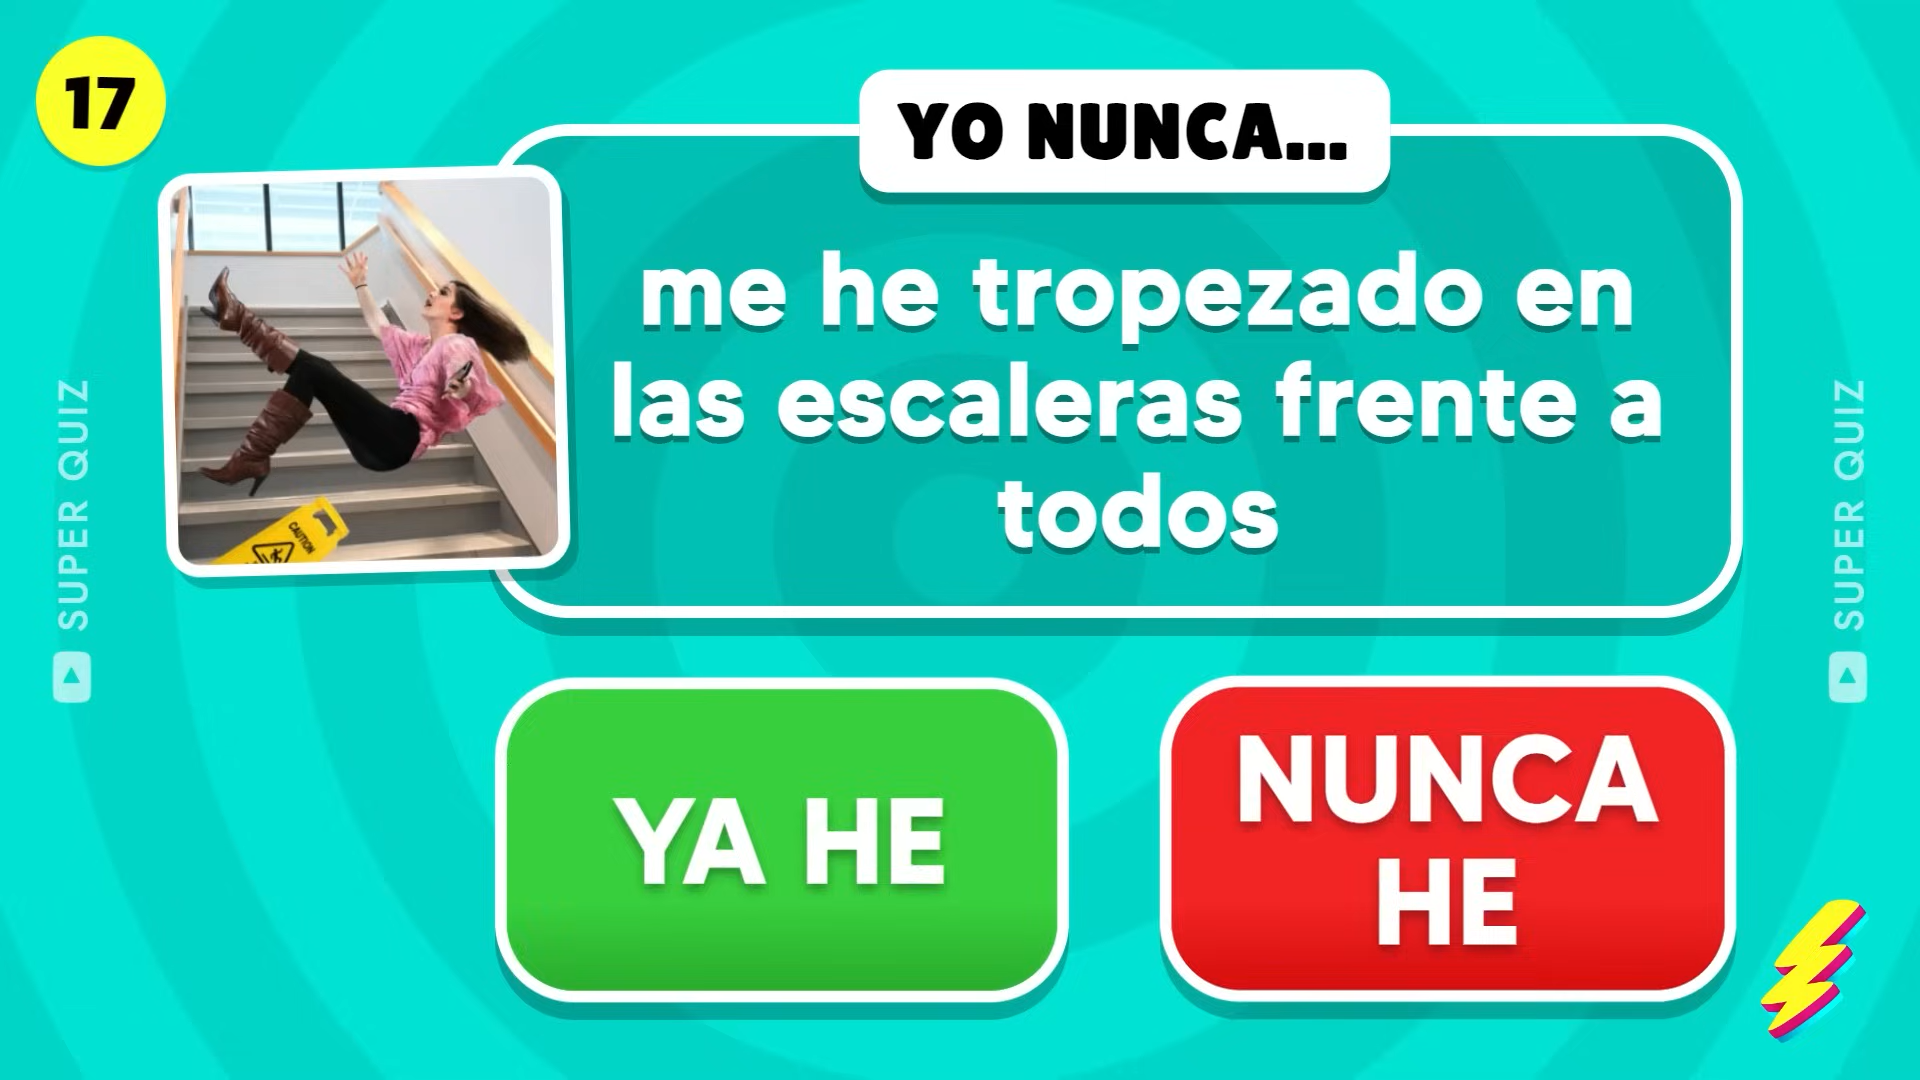 17
YO NUNCA...
me he tropezado en
las escaleras frente a
todos
CAUTION
SUPER QUIZ
SUPER QUIZ
YA HE
NUNCA
HE